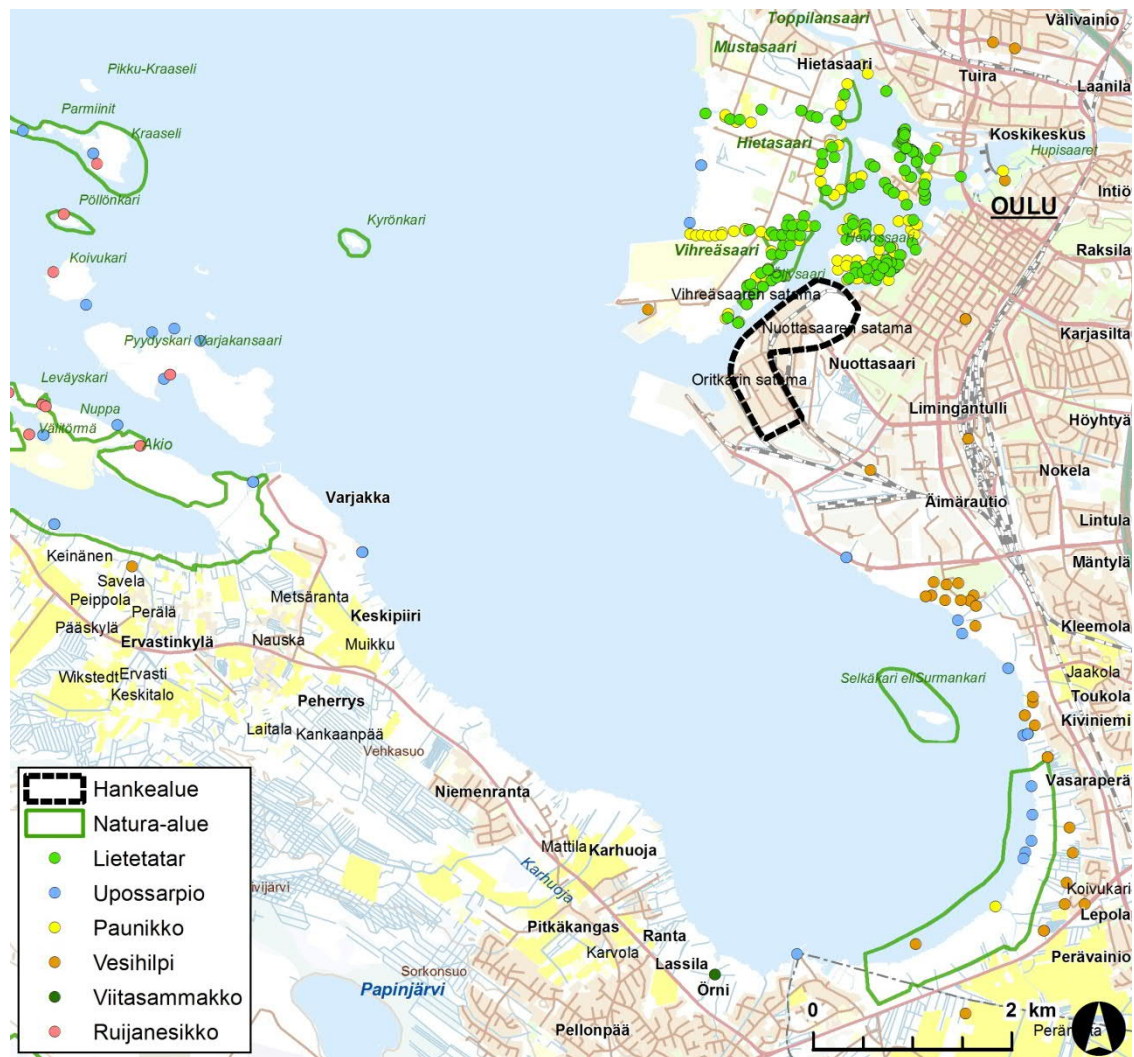 Toppilansaari
Välivainio
Mustasaari
Hietasaari
Tuira
Laanila
Pikku-Kraaseli
Parmiinit
Kraaseli
Koskikeskus
Hupisaaret
Hietasaari
Intiö
OULU
Pöllönkari
Kyrönkari
Hevossaari
Raksila
Vihreäsaari
Koivukari
Öljysaari
Vihreäsaaren satama
Nuottasaaren satama
Karjasilta
Pyydyskari Varjakansaari
Nuottasaari
Oritkarin satama
Leväyskari
Nuppa
Limingantulli
Höyhtyä
Välitörmä
Akio
Nokela
Varjakka
Äimärautio
Lintula
Keinänen
Savela
Mäntylä
Peippola
Perälä
Metsäranta
Keskipiiri
Pääskylä
Kleemola
Ervastinkylä
Nauska
Muikku
Wikstedt
Ervasti
Keskitalo
Selkäkari eli Surmankari
Jaakola
Peherrys
Toukola
Laitala
Kankaanpää
Kiviniemi
Vehkasuo
Vasaraperä
Niemenranta
Hankealue
Natura-alue
Mattila
Karhuoja
Lietetatar
Karhuoja
Koivukari
Upossarpio
Lepola
Paunikko
Pitkäkangas
Ranta
Karvola
Vesihilpi
Lassila
Perävainio
Sorkonsuo
Örni
Viitasammakko
Papinjärvi
0 2 km
Ruijanesikko
Pellonpää